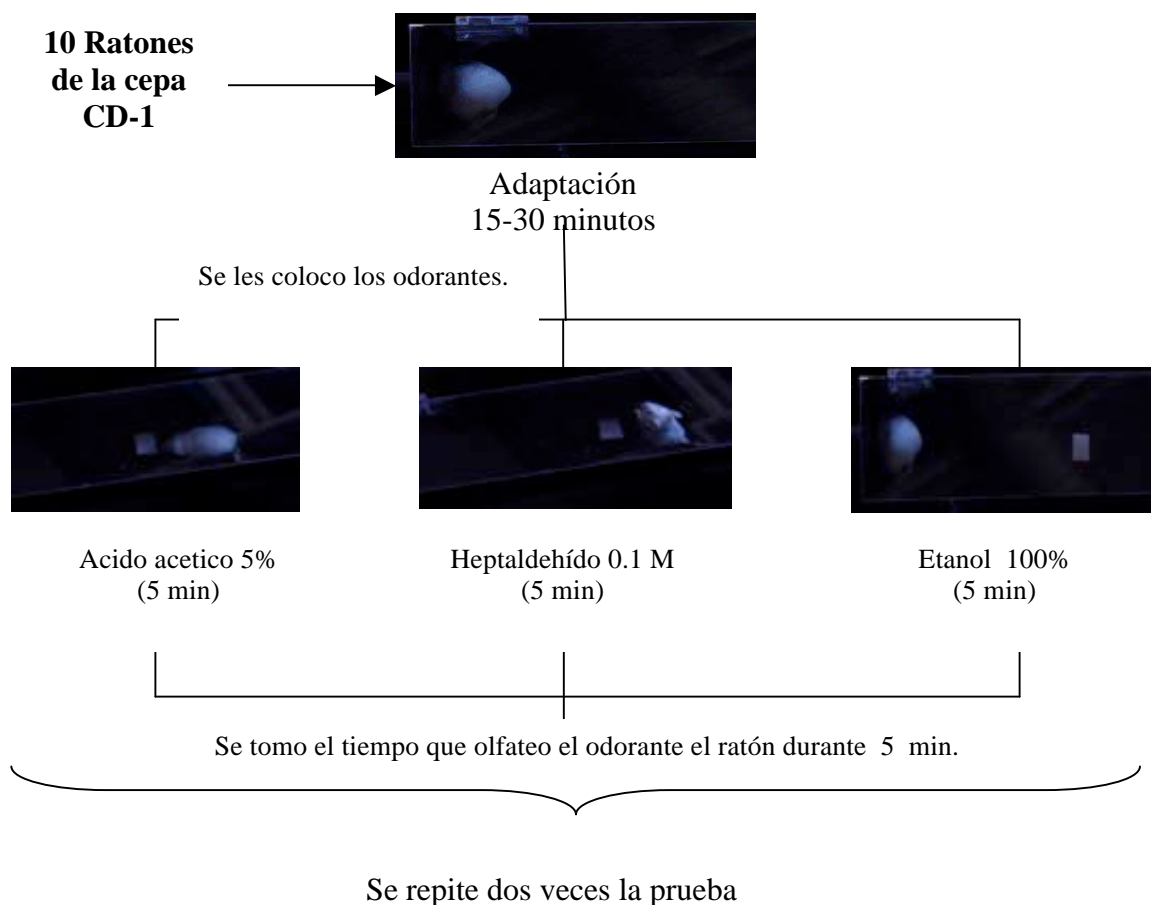 10 Ratones
de la cepa
CD-1
Adaptación
15-30 minutos
Se les coloco los odorantes.
Acido acetico 5%
(5 min)
Heptaldehído 0.1 M
(5 min)
Etanol 100%
(5 min)
Se tomo el tiempo que olfateo el odorante el ratón durante 5 min.
Se repite dos veces la prueba